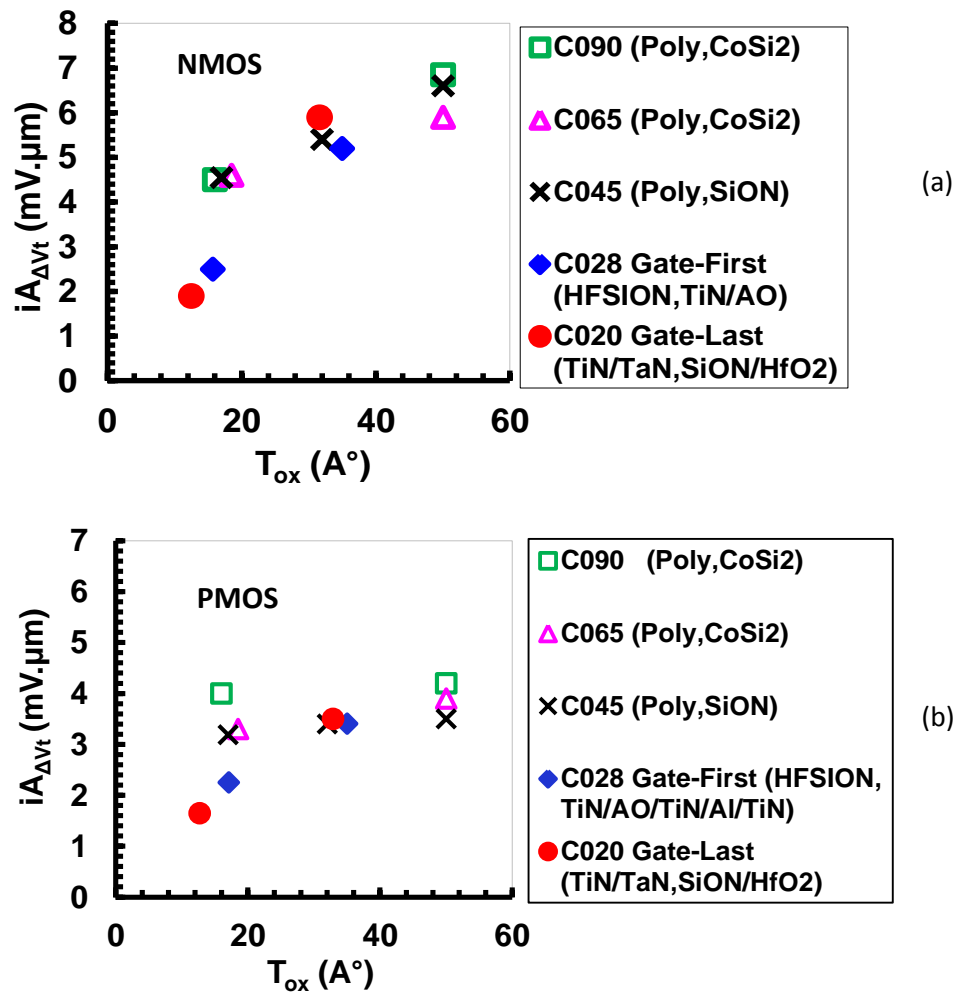 8
7
6
5
4
3
2
1
0
iA∆Vt (mV.µm)
NMOS
0
20
40
60
Tox (A°)
C090 (Poly,CoSi2)
C065 (Poly,CoSi2)
C045 (Poly,SiON)
C028 Gate-First
(HFSION,TiN/AO)
C020 Gate-Last
(TiN/TaN,SiON/HfO2)
(a)
7
6
5
4
3
2
1
0
iA∆Vt (mV.µm)
PMOS
0
20
40
60
Tox (A°)
C090 (Poly,CoSi2)
C065 (Poly,CoSi2)
C045 (Poly,SiON)
C028 Gate-First (HFSION,
TiN/AO/TiN/Al/TiN)
C020 Gate-Last
(TiN/TaN,SiON/HfO2)
(b)